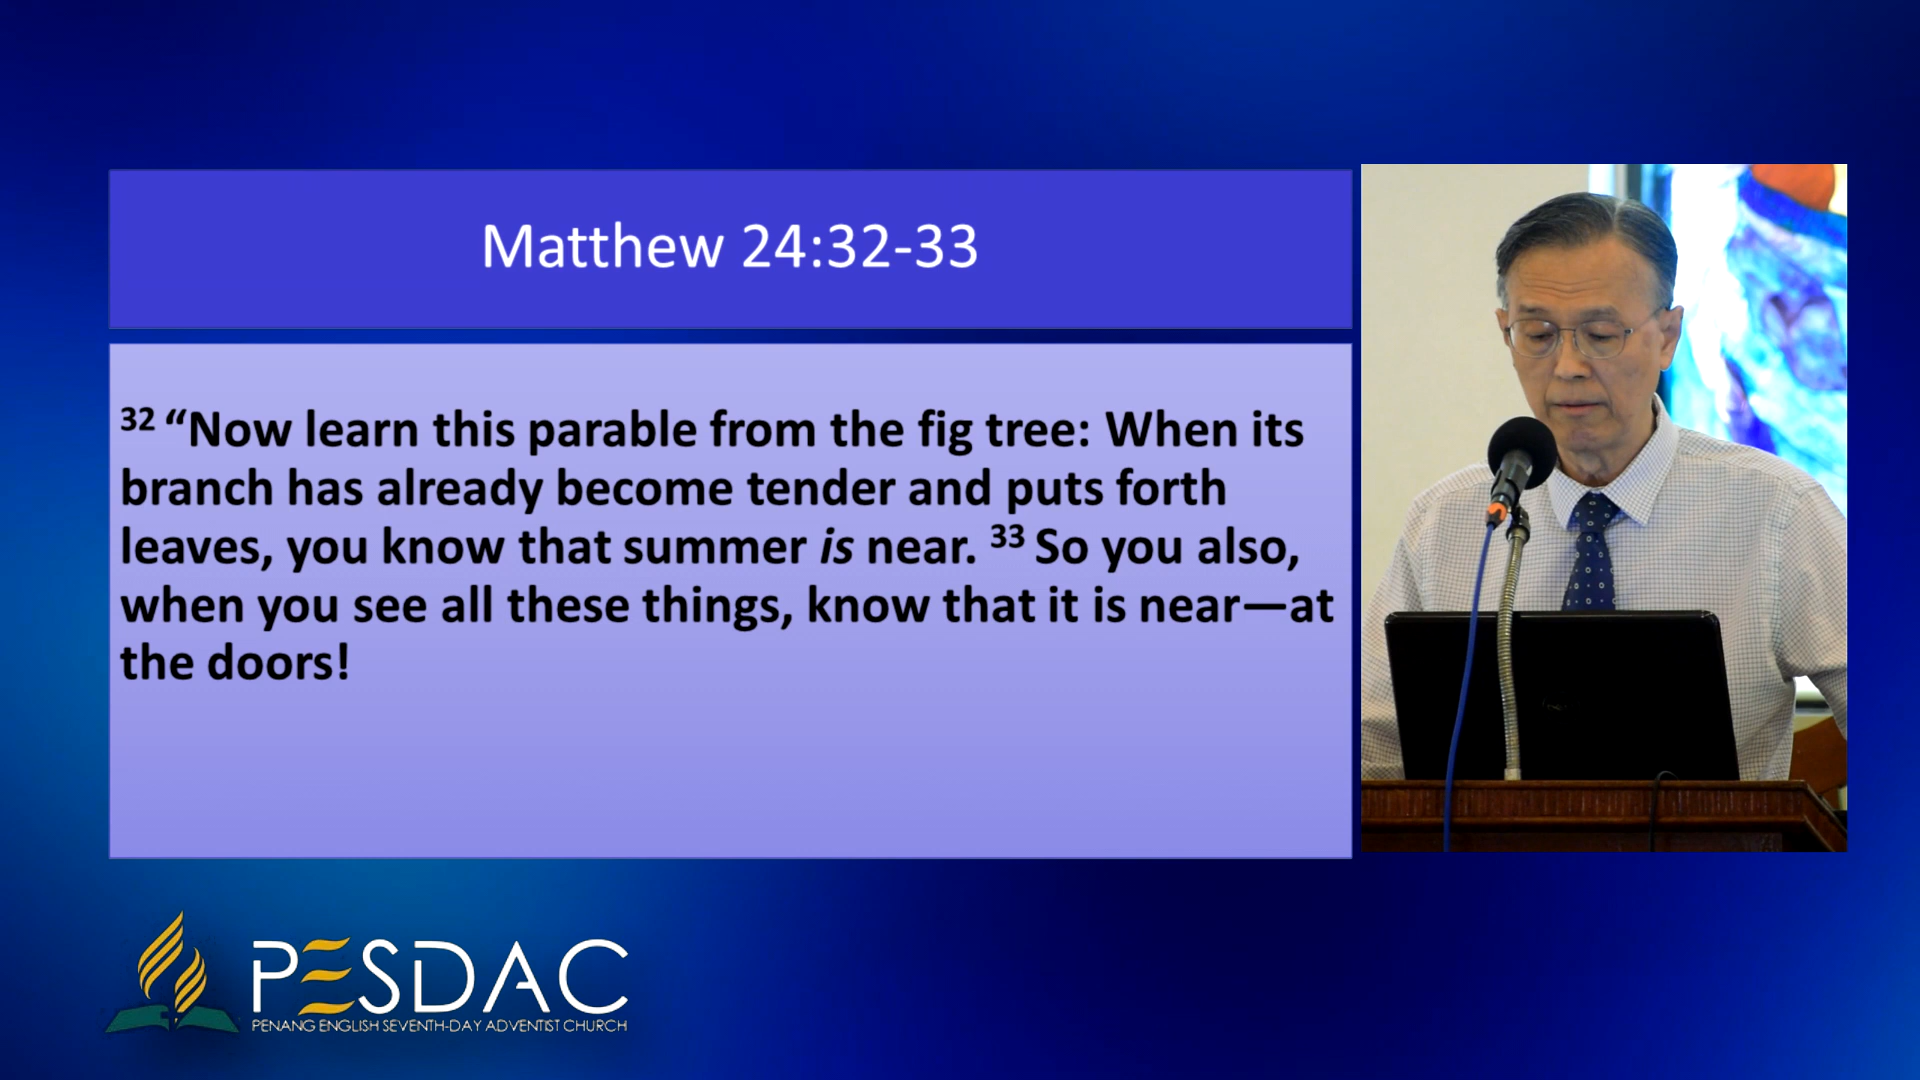 Matthew 24:32-33
32 “Now learn this parable from the fig tree: When its
branch has already become tender and puts forth
leaves, you know that summer is near. 33 So you also,
when you see all these things, know that it is near—at
the doors!
PESDAC
PENANG ENGLISH SEVENTH-DAY ADVENTIST CHURCH